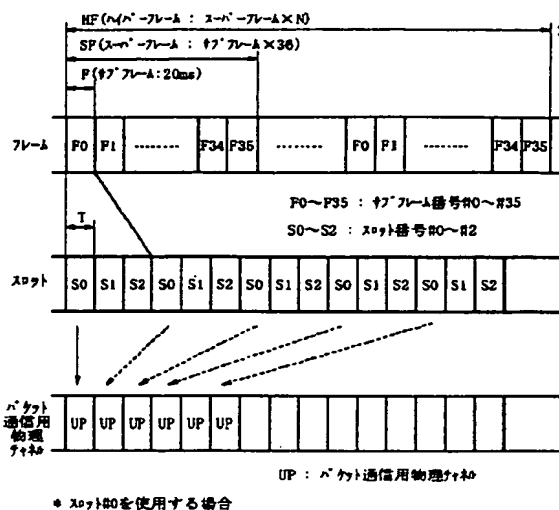 HF(ハイパーフレーム : スーパーフレーム×N)
SF(スーパーフレーム : サブフレーム×36)
F(サブフレーム:20ms)
フレーム F0 F1 -------- F34 F35 -------- F0 F1 -------- F34 F35
F0〜F35 : サブフレーム番号#0〜#35
T
S0〜S2 : スロット番号#0〜#2
スロット S0 S1 S2 S0 S1 S2 S0 S1 S2 S0 S1 S2 S0 S1 S2
パケット通信用物理チャネル UP UP UP UP UP UP
UP : パケット通信用物理チャネル
* スロット#0を使用する場合